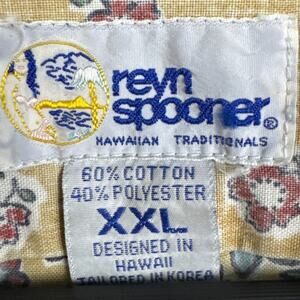 reyn
spooner®
HAWAIIAN TRADITIONALS
60% COTTON
40% POLYESTER
XXL
DESIGNED IN
HAWAII
TAILORED IN KOREA